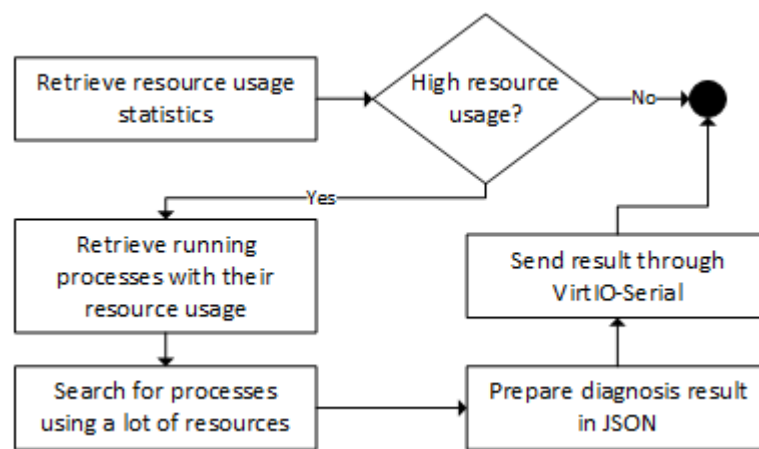 Retrieve resource usage
statistics
High resource
usage?
No
Yes
Retrieve running
processes with their
resource usage
Send result through
VirtIO-Serial
Search for processes
using a lot of resources
Prepare diagnosis result
in JSON